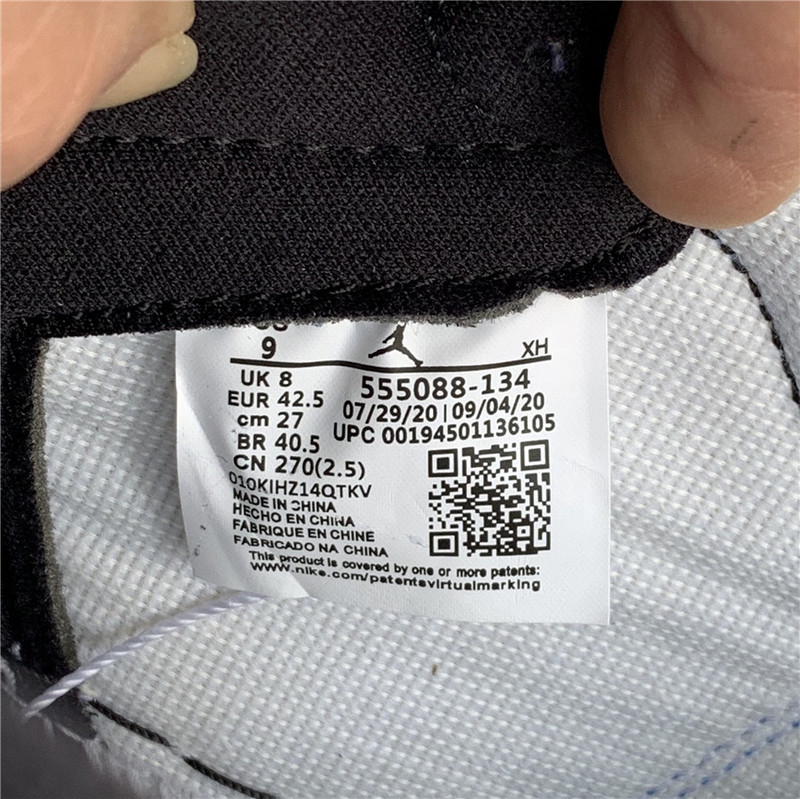 9
XH
UK 8
EUR 42.5
cm 27
BR 40.5
CN 270(2.5)
555088-134
07/29/20 | 09/04/20
UPC 00194501136105
010KIHZ14QTKV
MADE IN CHINA
HECHO EN CHINA
FABRIQUE EN CHINE
FABRICADO NA CHINA
This product is covered by one or more patents:
www.nike.com/patentsvirtualmarking